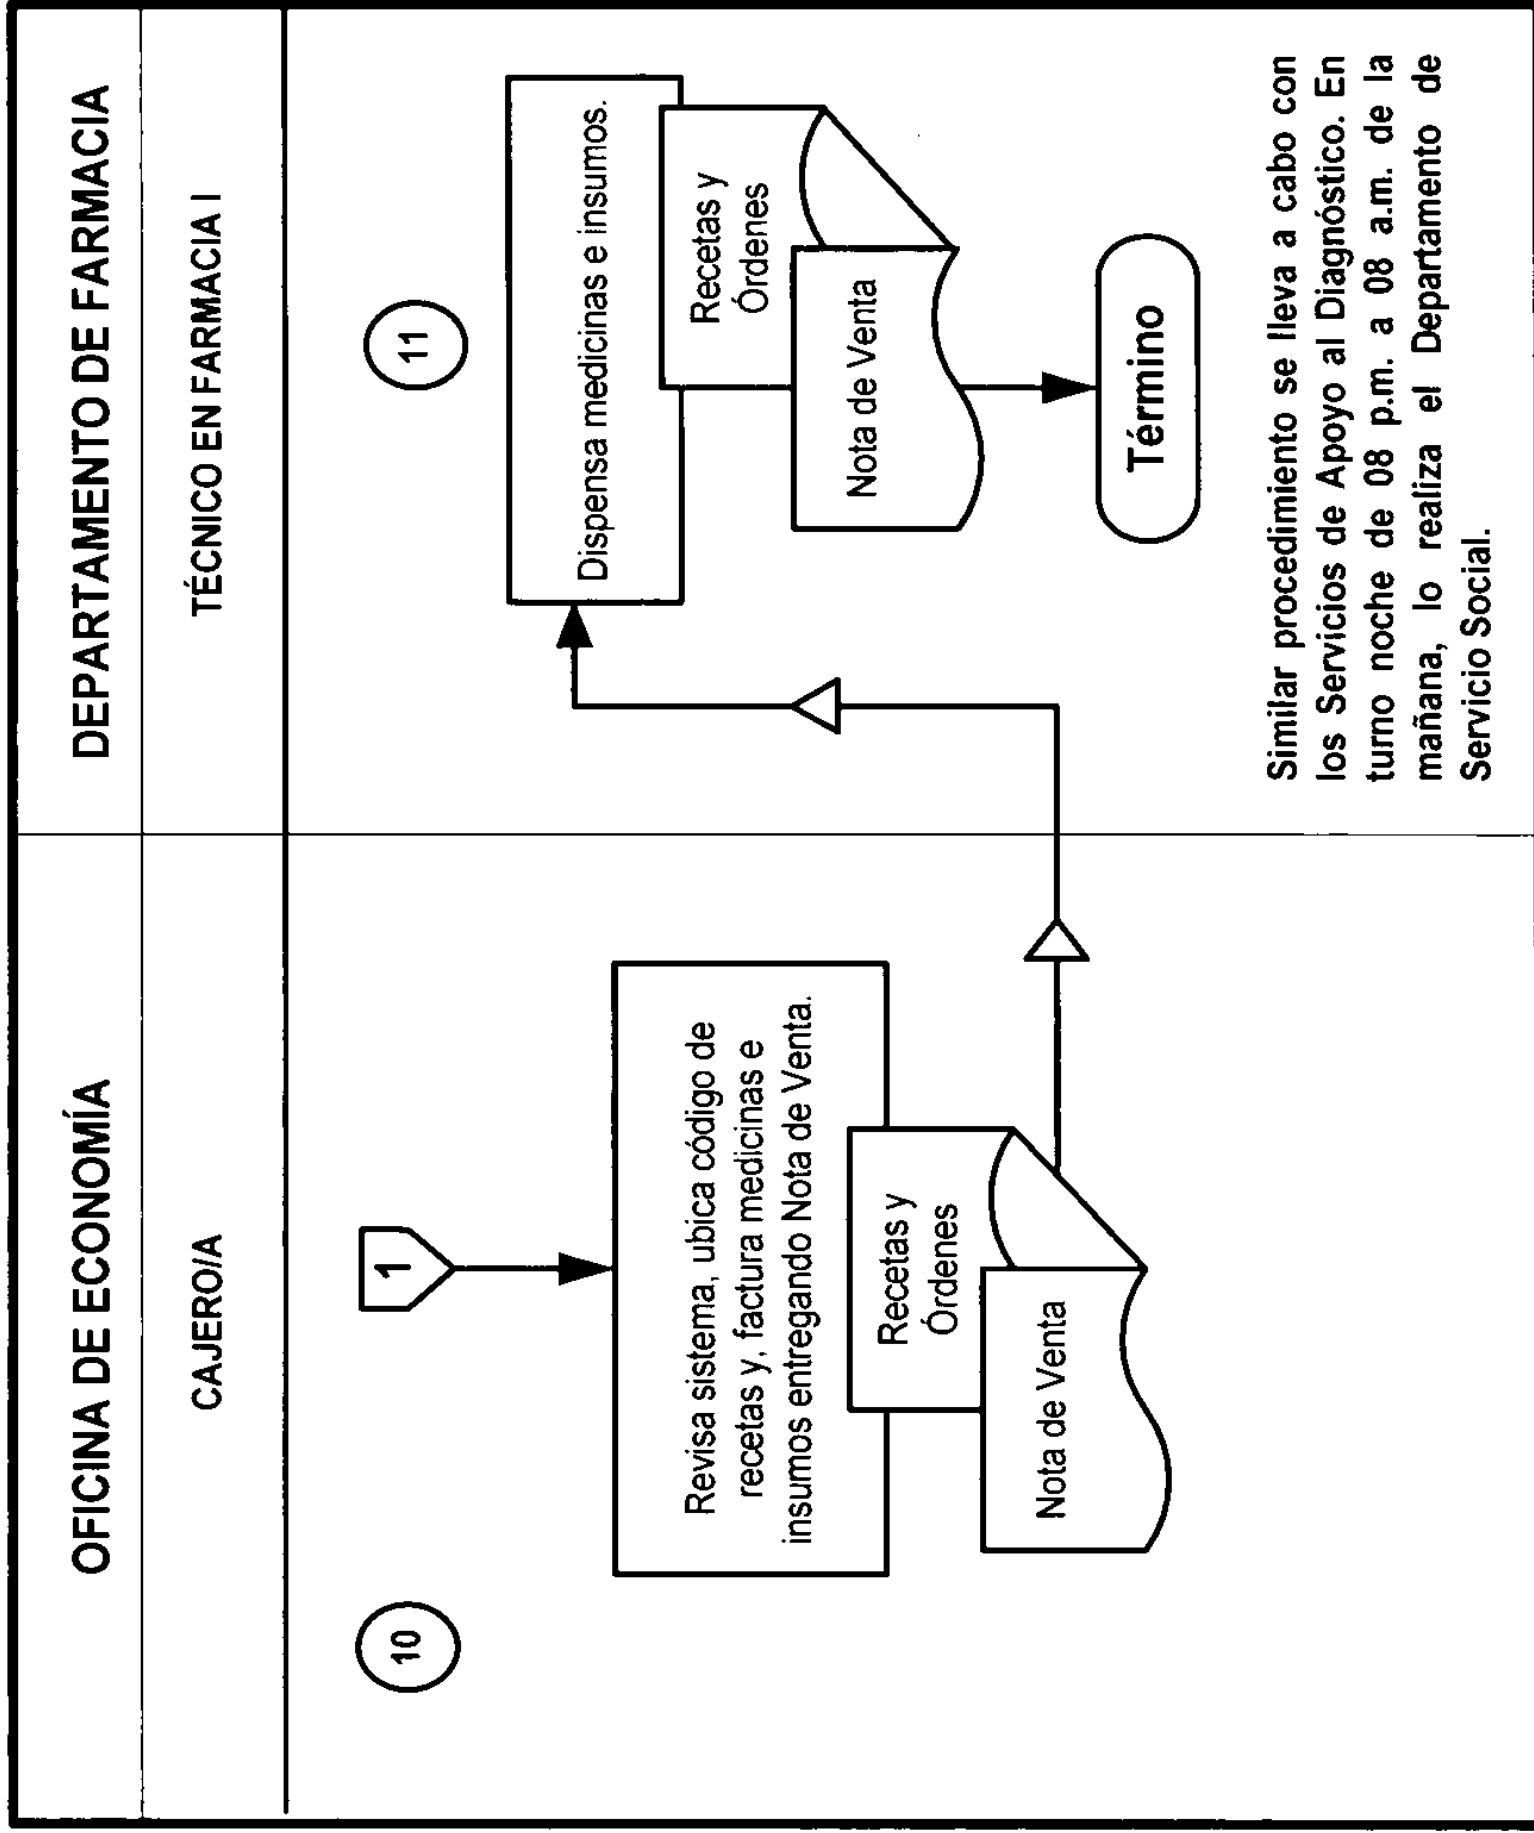 OFICINA DE ECONOMÍA
DEPARTAMENTO DE FARMACIA
CAJERO/A
TÉCNICO EN FARMACIA I
10
1
Revisa sistema, ubica código de
recetas y, factura medicinas e
insumos entregando Nota de Venta.
Recetas y
Órdenes
Nota de Venta
11
Dispensa medicinas e insumos.
Recetas y
Órdenes
Nota de Venta
Término
Similar procedimiento se lleva a cabo con
los Servicios de Apoyo al Diagnóstico. En
turno noche de 08 p.m. a 08 a.m. de la
mañana, lo realiza el Departamento de
Servicio Social.